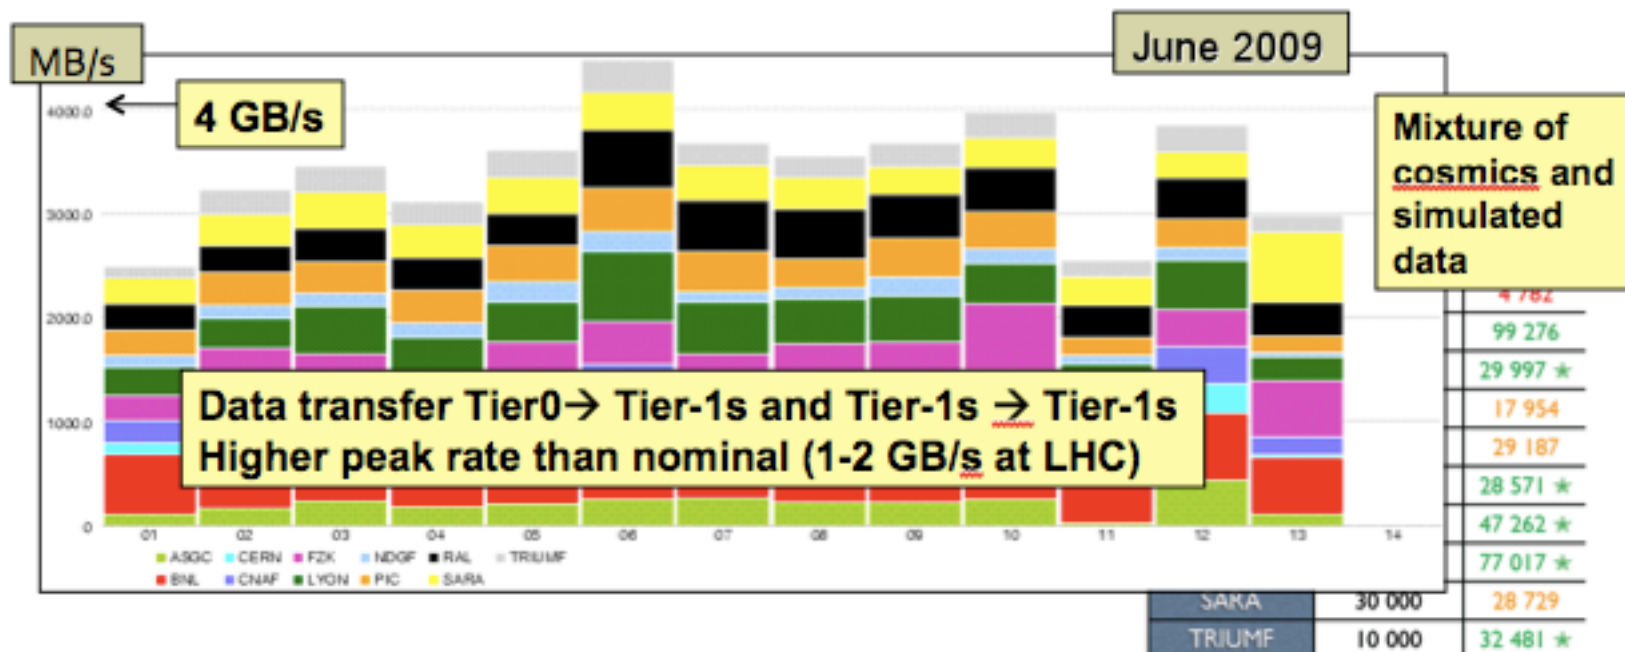 MB/s
June 2009
4 GB/s
Mixture of
cosmics and
simulated
data
4000.0
3000.0
2000.0
1000.0
0
Data transfer Tier0→ Tier-1s and Tier-1s → Tier-1s
Higher peak rate than nominal (1-2 GB/s at LHC)
01 02 03 04 05 06 07 08 09 10 11 12 13 14
ASGC CERN FZK NDGF RAL TRIUMF
BNL CNAF LYON PIC SARA
4 782
99 276
29 997 ★
17 954
29 187
28 571 ★
47 262 ★
77 017 ★
SARA 30 000 28 729
TRIUMF 10 000 32 481 ★